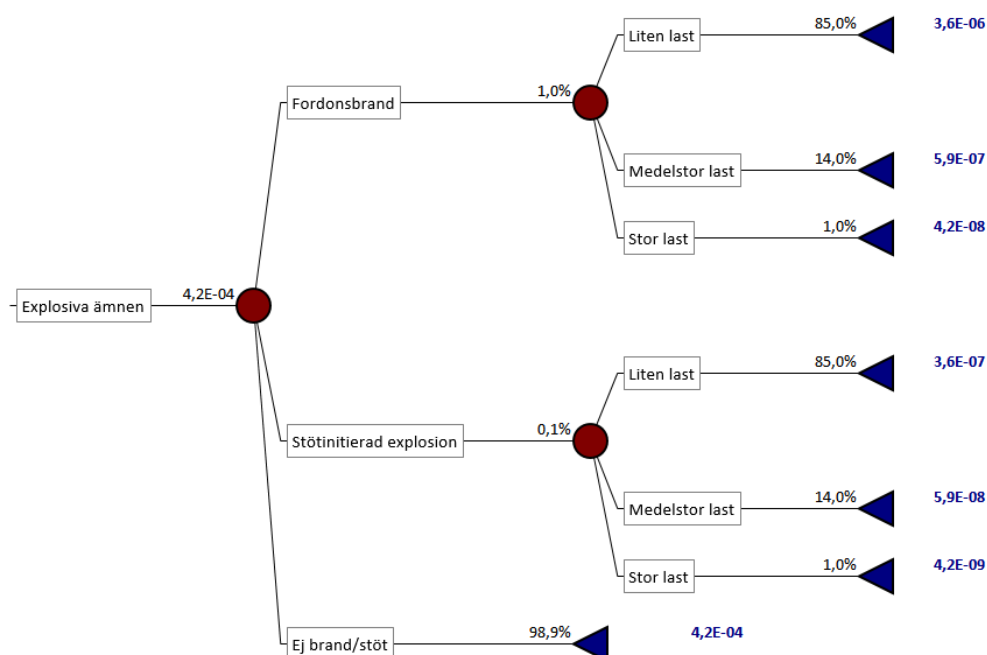 Liten last 85,0% 3,6E-06
Fordonsbrand 1,0%
Medelstor last 14,0% 5,9E-07
Stor last 1,0% 4,2E-08
Explosiva ämnen 4,2E-04
Liten last 85,0% 3,6E-07
Stötinitierad explosion 0,1%
Medelstor last 14,0% 5,9E-08
Stor last 1,0% 4,2E-09
Ej brand/stöt 98,9% 4,2E-04